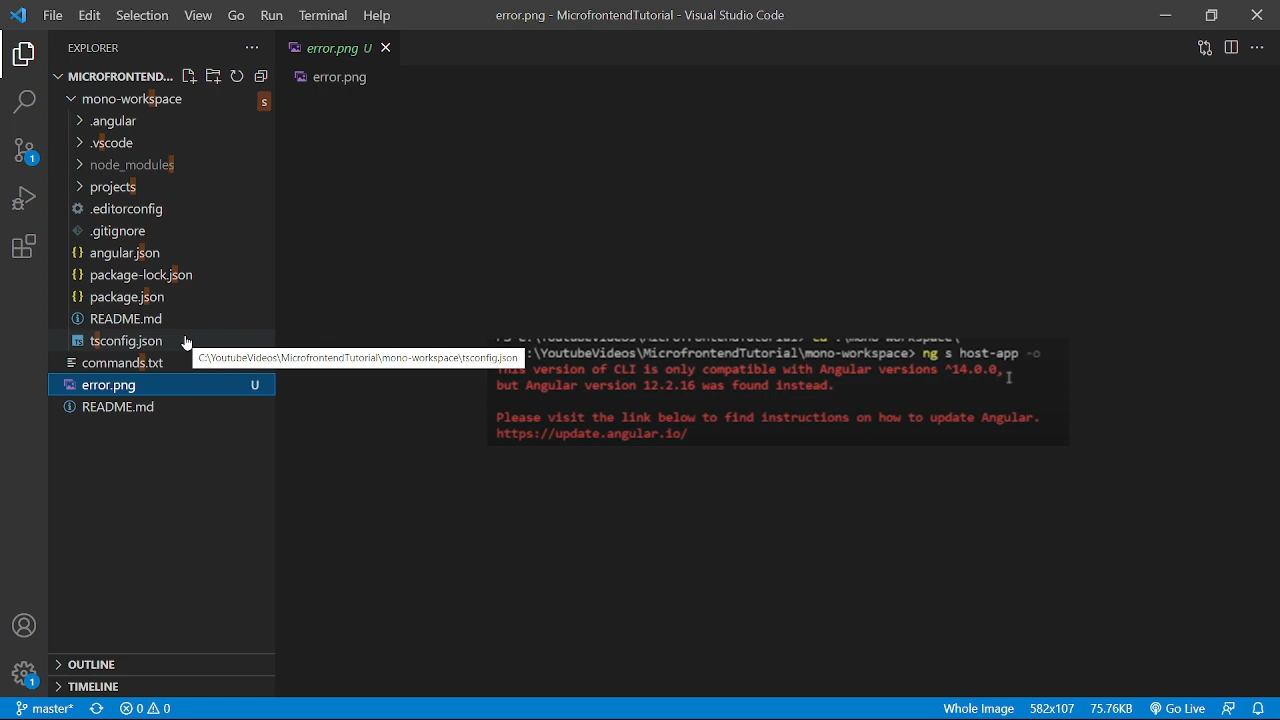 File Edit Selection View Go Run Terminal Help
error.png - MicrofrontendTutorial - Visual Studio Code
EXPLORER
MICROFRONTEND...
mono-workspace
s
.angular
.vscode
node_modules
projects
.editorconfig
.gitignore
angular.json
package-lock.json
package.json
README.md
tsconfig.json
commands.txt
error.png U
README.md
OUTLINE
TIMELINE
error.png U
error.png
C:\YoutubeVideos\MicrofrontendTutorial\mono-workspace\tsconfig.json
:\YoutubeVideos\MicrofrontendTutorial\mono-workspace> ng s host-app -o
This version of CLI is only compatible with Angular versions ^14.0.0,
but Angular version 12.2.16 was found instead.
Please visit the link below to find instructions on how to update Angular.
https://update.angular.io/
1
1
master* 0 0
Whole Image 582x107 75.76KB Go Live